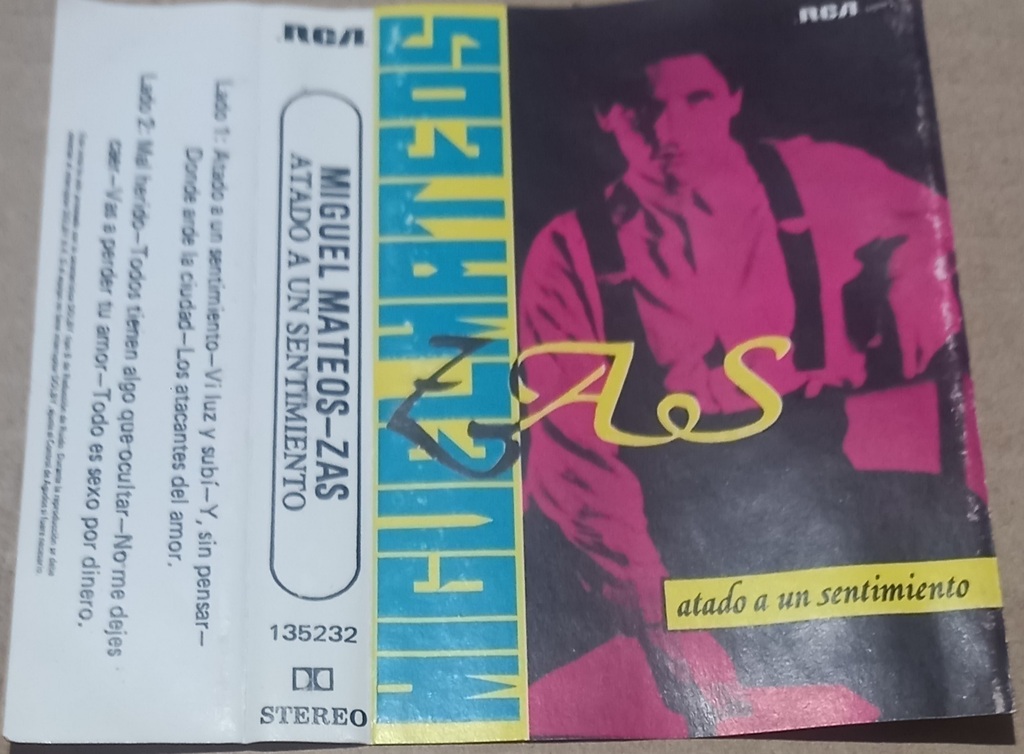 RCA
MIGUEL MATEOS
ZAS
atado a un sentimiento
RCA
MIGUEL MATEOS–ZAS
ATADO A UN SENTIMIENTO
135232
STEREO
Lado 1: Atado a un sentimiento–Vi luz y subí–Y, sin pensar–
Donde arde la ciudad–Los atacantes del amor.
Lado 2: Mal herido–Todos tienen algo que ocultar–No me dejes
caer–Vas a perder tu amor–Todo es sexo por dinero.